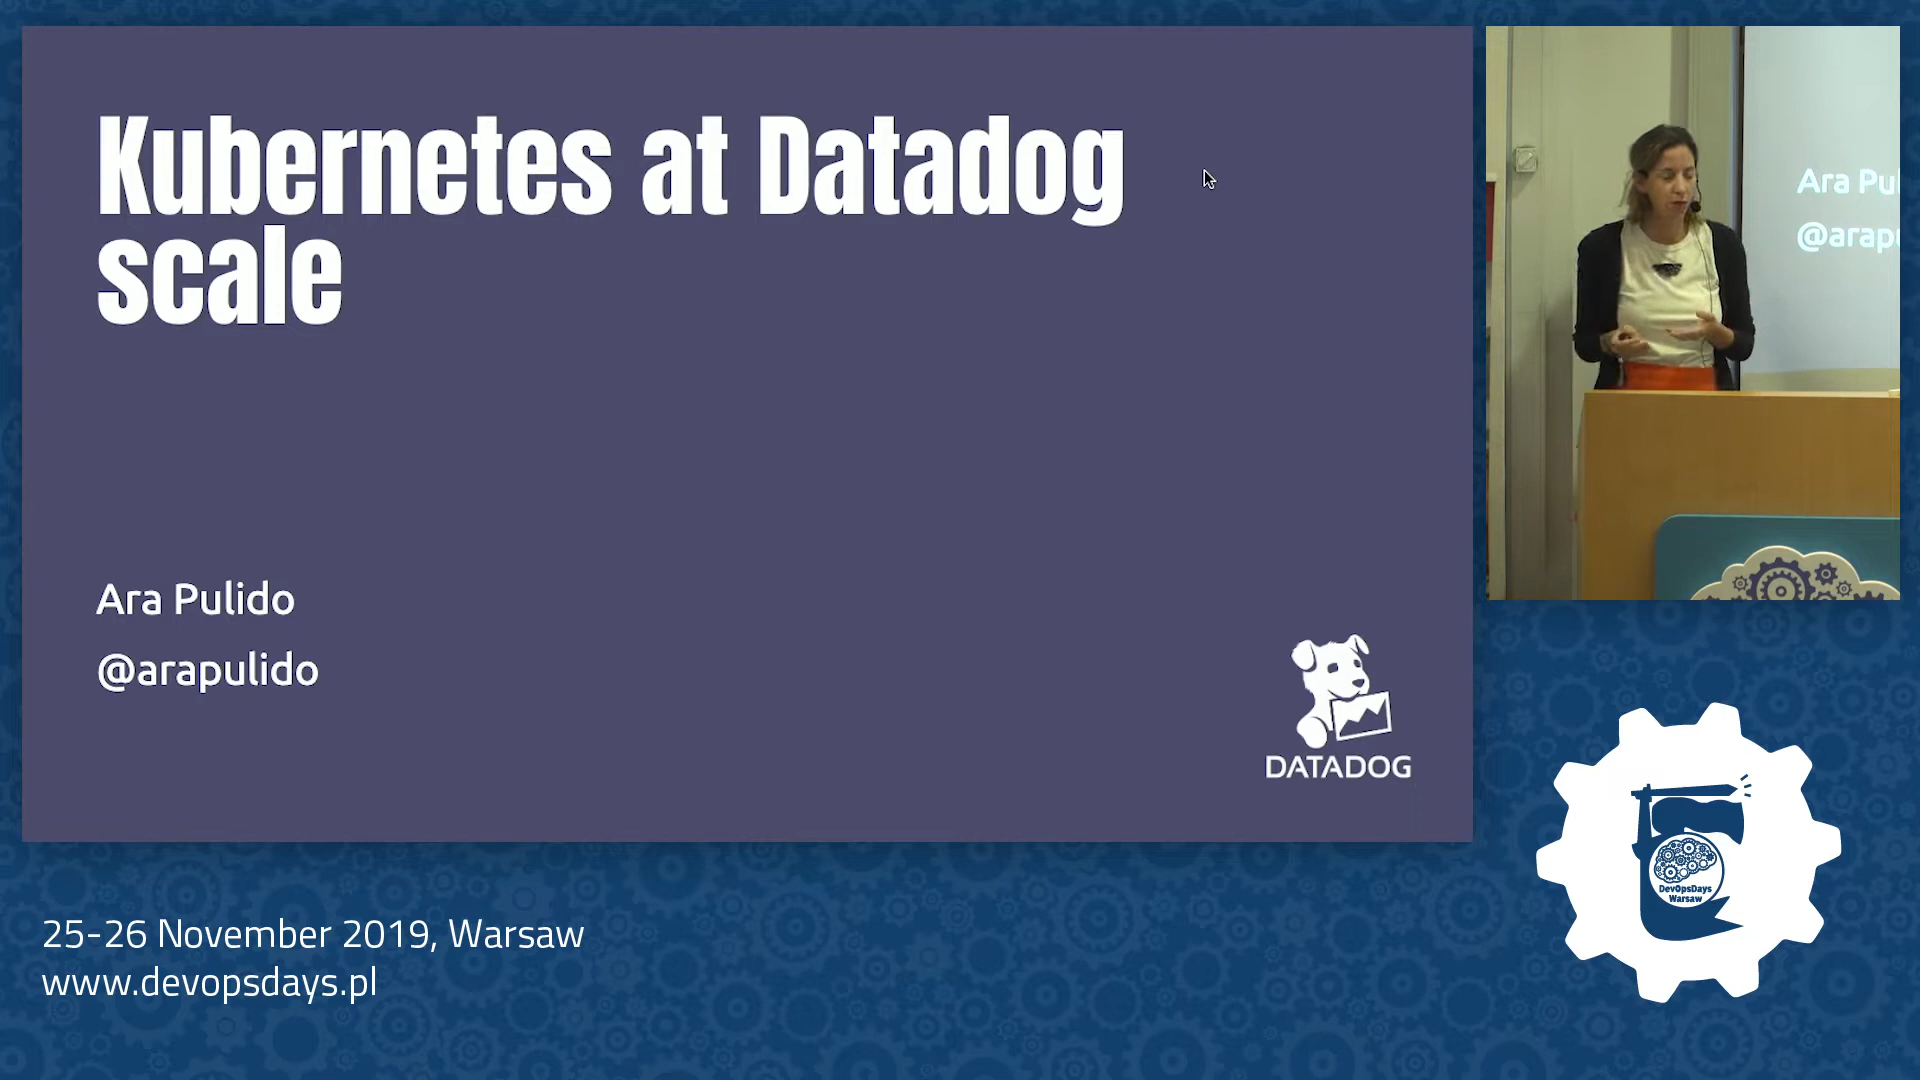 Kubernetes at Datadog
scale
Ara Pulido
@arapulido
DATADOG
Ara Pu
@arapu
25-26 November 2019, Warsaw
www.devopsdays.pl
DevOpsDays
Warsaw